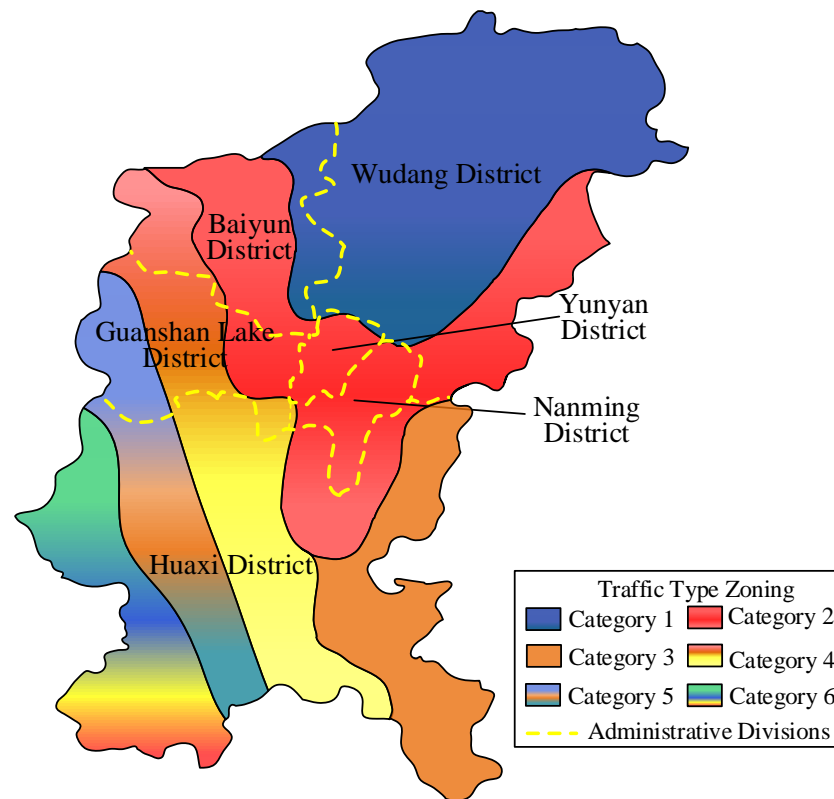 Wudang District
Baiyun
District
Yunyan
District
Guanshan Lake
District
Nanming
District
Huaxi District
Traffic Type Zoning
Category 1
Category 2
Category 3
Category 4
Category 5
Category 6
Administrative Divisions